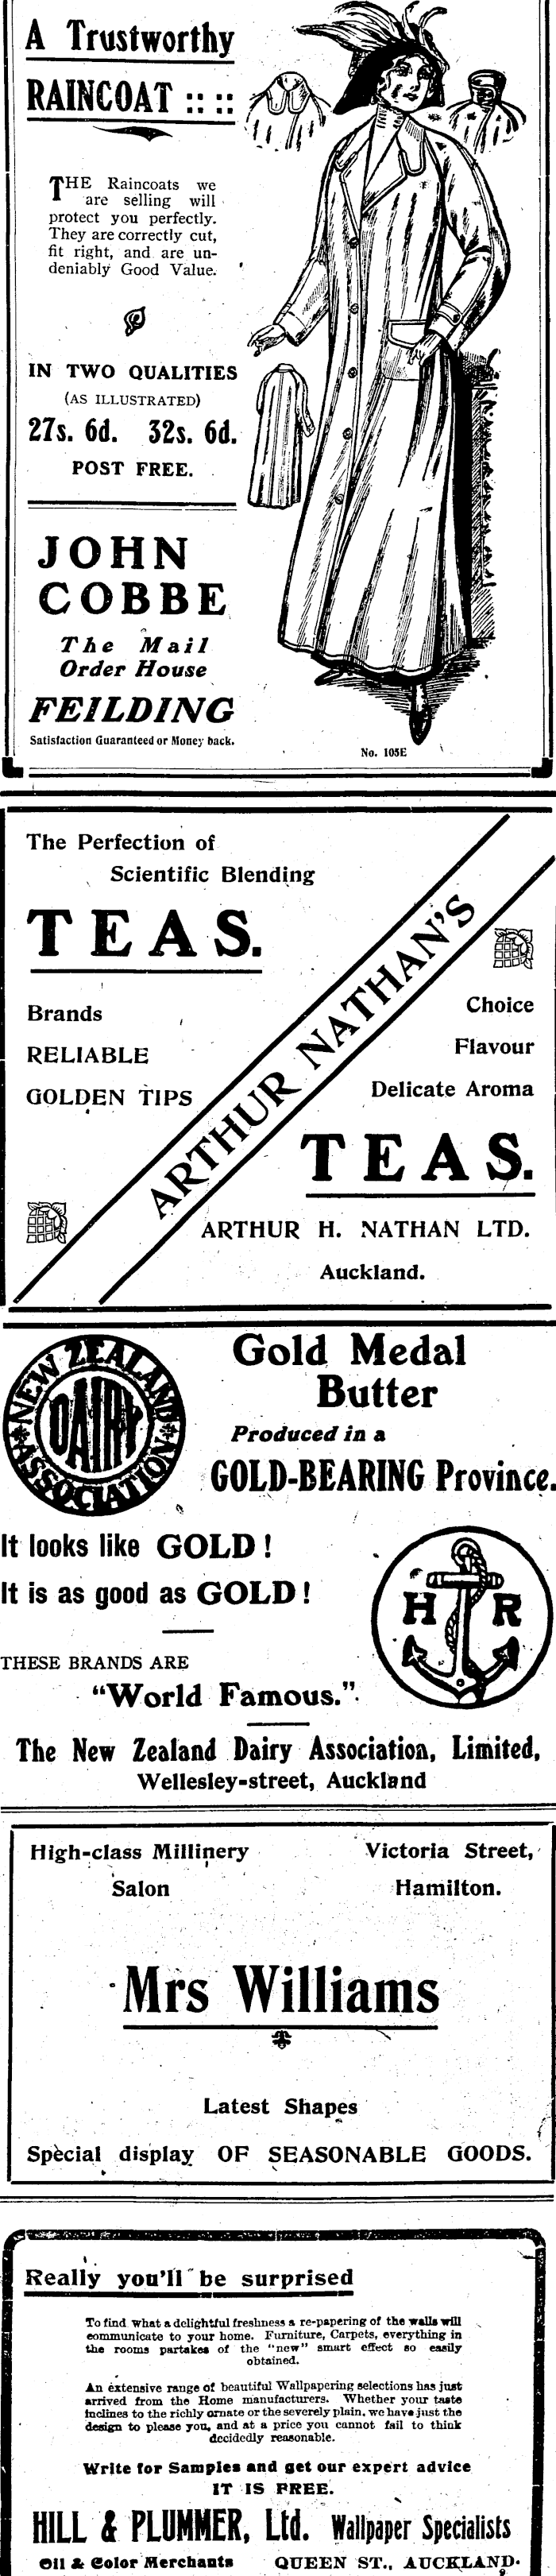 A Trustworthy
RAINCOAT :: ::
THE Raincoats we
are selling will
protect you perfectly.
They are correctly cut,
fit right, and are un-
deniably Good Value.
IN TWO QUALITIES
(AS ILLUSTRATED)
27s. 6d. 32s. 6d.
POST FREE.
JOHN
COBBE
The Mail
Order House
FEILDING
Satisfaction Guaranteed or Money back.
No. 105E
The Perfection of
Scientific Blending
TEAS.
Brands
RELIABLE
GOLDEN TIPS
ARTHUR NATHAN'S
Choice
Flavour
Delicate Aroma
TEAS.
ARTHUR H. NATHAN LTD.
Auckland.
NEW ZEALAND
DAIRY
ASSOCIATION
Gold Medal
Butter
Produced in a
GOLD-BEARING Province.
It looks like GOLD!
It is as good as GOLD!
H R
THESE BRANDS ARE
"World Famous."
The New Zealand Dairy Association, Limited,
Wellesley-street, Auckland
High-class Millinery
Salon
Victoria Street,
Hamilton.
Mrs Williams
Latest Shapes
Special display OF SEASONABLE GOODS.
Really you'll be surprised
To find what a delightful freshness a re-papering of the walls will
communicate to your home. Furniture, Carpets, everything in
the rooms partakes of the "new" smart effect so easily
obtained.
An extensive range of beautiful Wallpapering selections has just
arrived from the Home manufacturers. Whether your taste
inclines to the richly ornate or the severely plain, we have just the
design to please you, and at a price you cannot fail to think
decidedly reasonable.
Write for Samples and get our expert advice
IT IS FREE.
HILL & PLUMMER, Ltd. Wallpaper Specialists
Oil & Color Merchants QUEEN ST., AUCKLAND.